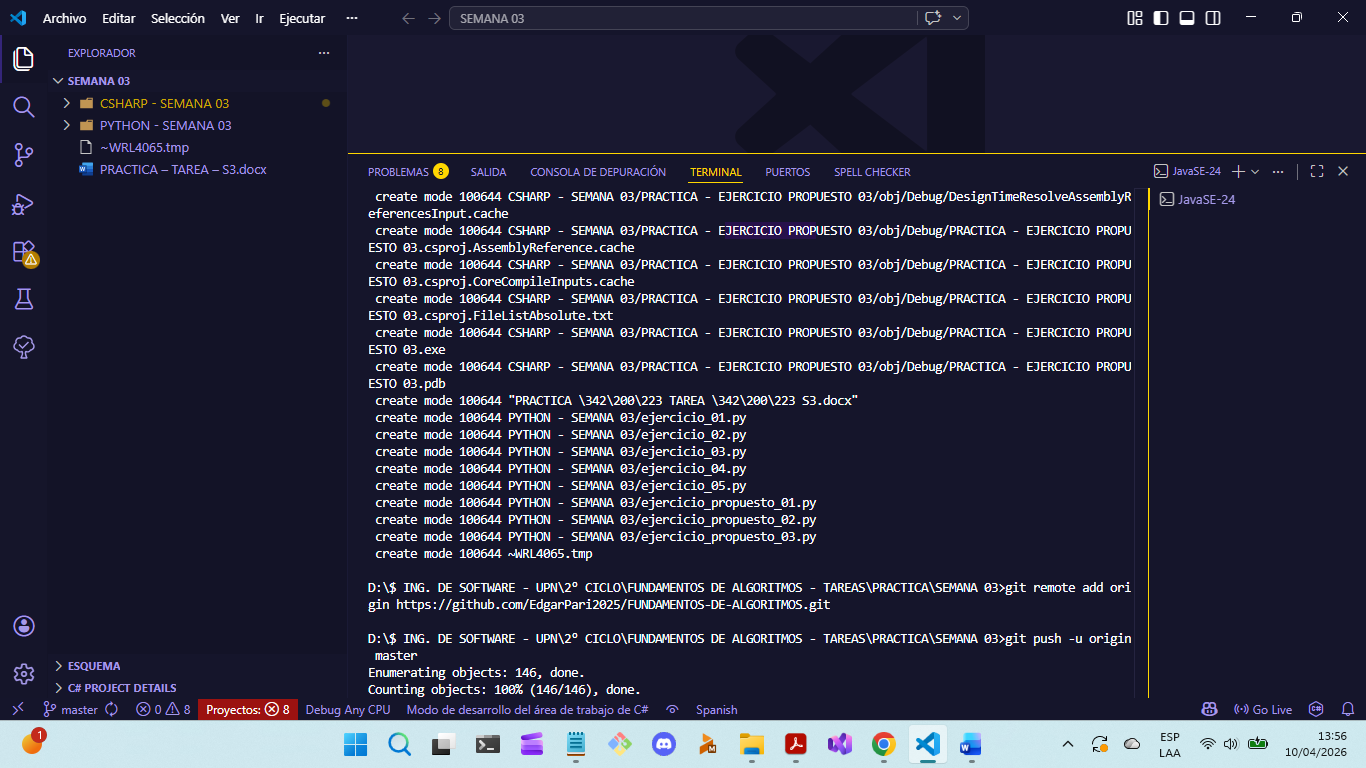 Archivo Editar Selección Ver Ir Ejecutar ···
SEMANA 03
EXPLORADOR
SEMANA 03
CSHARP - SEMANA 03
PYTHON - SEMANA 03
~WRL4065.tmp
PRACTICA – TAREA – S3.docx
ESQUEMA
C# PROJECT DETAILS
PROBLEMAS 8 SALIDA CONSOLA DE DEPURACIÓN TERMINAL PUERTOS SPELL CHECKER
JavaSE-24
JavaSE-24
create mode 100644 CSHARP - SEMANA 03/PRACTICA - EJERCICIO PROPUESTO 03/obj/Debug/DesignTimeResolveAssemblyR
eferencesInput.cache
create mode 100644 CSHARP - SEMANA 03/PRACTICA - EJERCICIO PROPUESTO 03/obj/Debug/PRACTICA - EJERCICIO PROPU
ESTO 03.csproj.AssemblyReference.cache
create mode 100644 CSHARP - SEMANA 03/PRACTICA - EJERCICIO PROPUESTO 03/obj/Debug/PRACTICA - EJERCICIO PROPU
ESTO 03.csproj.CoreCompileInputs.cache
create mode 100644 CSHARP - SEMANA 03/PRACTICA - EJERCICIO PROPUESTO 03/obj/Debug/PRACTICA - EJERCICIO PROPU
ESTO 03.csproj.FileListAbsolute.txt
create mode 100644 CSHARP - SEMANA 03/PRACTICA - EJERCICIO PROPUESTO 03/obj/Debug/PRACTICA - EJERCICIO PROPU
ESTO 03.exe
create mode 100644 CSHARP - SEMANA 03/PRACTICA - EJERCICIO PROPUESTO 03/obj/Debug/PRACTICA - EJERCICIO PROPU
ESTO 03.pdb
create mode 100644 "PRACTICA \342\200\223 TAREA \342\200\223 S3.docx"
create mode 100644 PYTHON - SEMANA 03/ejercicio_01.py
create mode 100644 PYTHON - SEMANA 03/ejercicio_02.py
create mode 100644 PYTHON - SEMANA 03/ejercicio_03.py
create mode 100644 PYTHON - SEMANA 03/ejercicio_04.py
create mode 100644 PYTHON - SEMANA 03/ejercicio_05.py
create mode 100644 PYTHON - SEMANA 03/ejercicio_propuesto_01.py
create mode 100644 PYTHON - SEMANA 03/ejercicio_propuesto_02.py
create mode 100644 PYTHON - SEMANA 03/ejercicio_propuesto_03.py
create mode 100644 ~WRL4065.tmp
D:\$ ING. DE SOFTWARE - UPN\2° CICLO\FUNDAMENTOS DE ALGORITMOS - TAREAS\PRACTICA\SEMANA 03>git remote add ori
gin https://github.com/EdgarPari2025/FUNDAMENTOS-DE-ALGORITMOS.git
D:\$ ING. DE SOFTWARE - UPN\2° CICLO\FUNDAMENTOS DE ALGORITMOS - TAREAS\PRACTICA\SEMANA 03>git push -u origin
master
Enumerating objects: 146, done.
Counting objects: 100% (146/146), done.
master 0 8 Proyectos: 8 Debug Any CPU Modo de desarrollo del área de trabajo de C# Spanish Go Live
1
ESP
LAA
13:56
10/04/2026